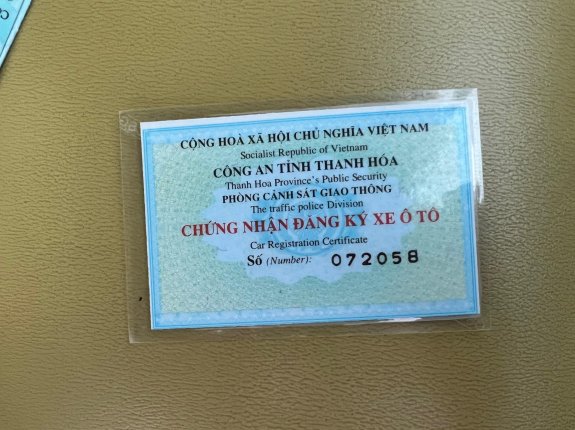 CỘNG HOÀ XÃ HỘI CHỦ NGHĨA VIỆT NAM
Socialist Republic of Vietnam
CÔNG AN TỈNH THANH HÓA
Thanh Hoa Province's Public Security
PHÒNG CẢNH SÁT GIAO THÔNG
The traffic police Division
CHỨNG NHẬN ĐĂNG KÝ XE Ô TÔ
Car Registration Certificate
Số (Number): 072058